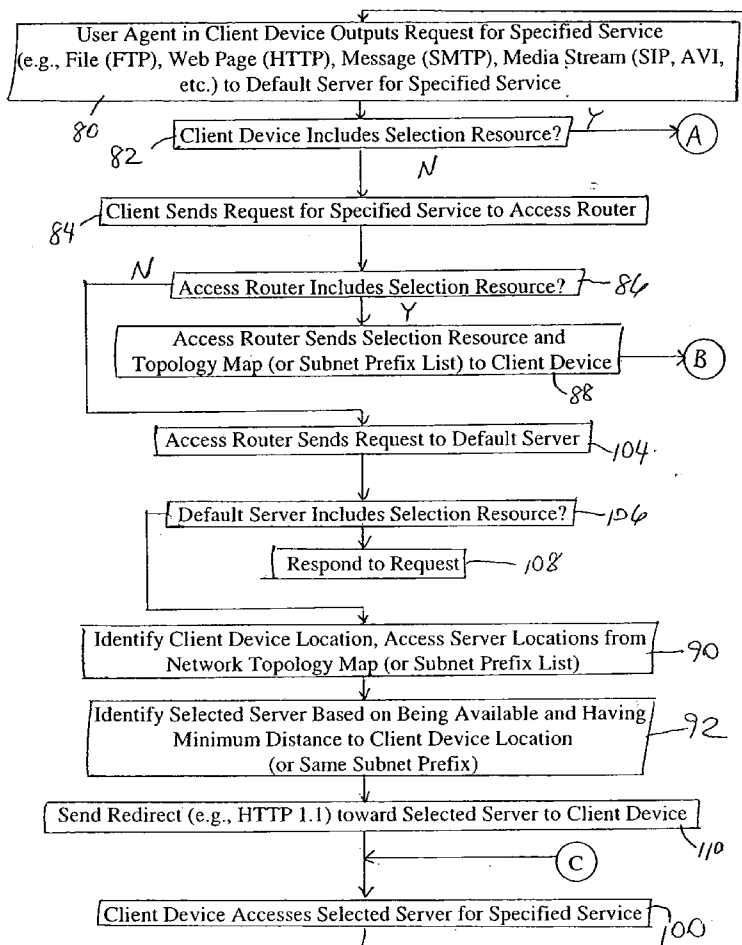 User Agent in Client Device Outputs Request for Specified Service
(e.g., File (FTP), Web Page (HTTP), Message (SMTP), Media Stream (SIP, AVI,
etc.) to Default Server for Specified Service
80
82
Client Device Includes Selection Resource?
Y
A
N
84
Client Sends Request for Specified Service to Access Router
N
Access Router Includes Selection Resource?
86
Y
Access Router Sends Selection Resource and
Topology Map (or Subnet Prefix List) to Client Device
B
88
Access Router Sends Request to Default Server
104.
Default Server Includes Selection Resource?
106
Respond to Request
108
Identify Client Device Location, Access Server Locations from
Network Topology Map (or Subnet Prefix List)
90
Identify Selected Server Based on Being Available and Having
Minimum Distance to Client Device Location
(or Same Subnet Prefix)
92
Send Redirect (e.g., HTTP 1.1) toward Selected Server to Client Device
110
C
Client Device Accesses Selected Server for Specified Service
100